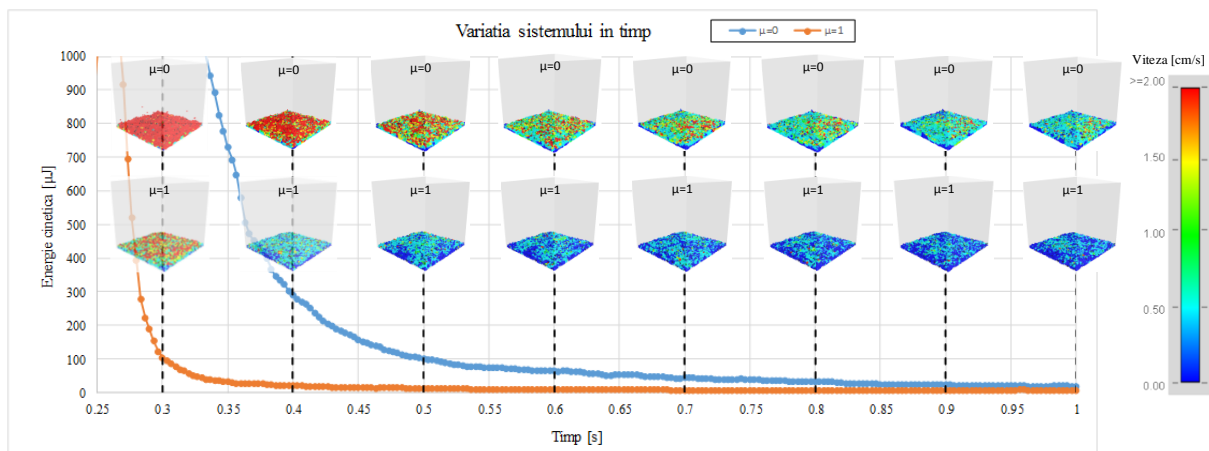 Variatia sistemului in timp
μ=0 μ=1
Viteza [cm/s]
>=2.00
1.50
1.00
0.50
0.00
Energie cinetica [μJ]
1000
900
800
700
600
500
400
300
200
100
0
μ=0 μ=0 μ=0 μ=0 μ=0 μ=0 μ=0 μ=0
μ=1 μ=1 μ=1 μ=1 μ=1 μ=1 μ=1 μ=1
0.25 0.3 0.35 0.4 0.45 0.5 0.55 0.6 0.65 0.7 0.75 0.8 0.85 0.9 0.95 1
Timp [s]